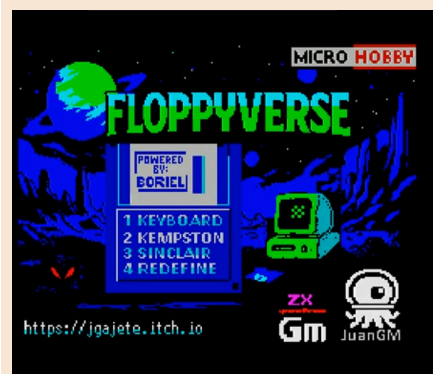 MICRO HOBBY
FLOPPYVERSE
POWERED
BY:
BORIEL
1 KEYBOARD
2 KEMPSTON
3 SINCLAIR
4 REDEFINE
https://jgajete.itch.io
ZX
Gm
JuanGM